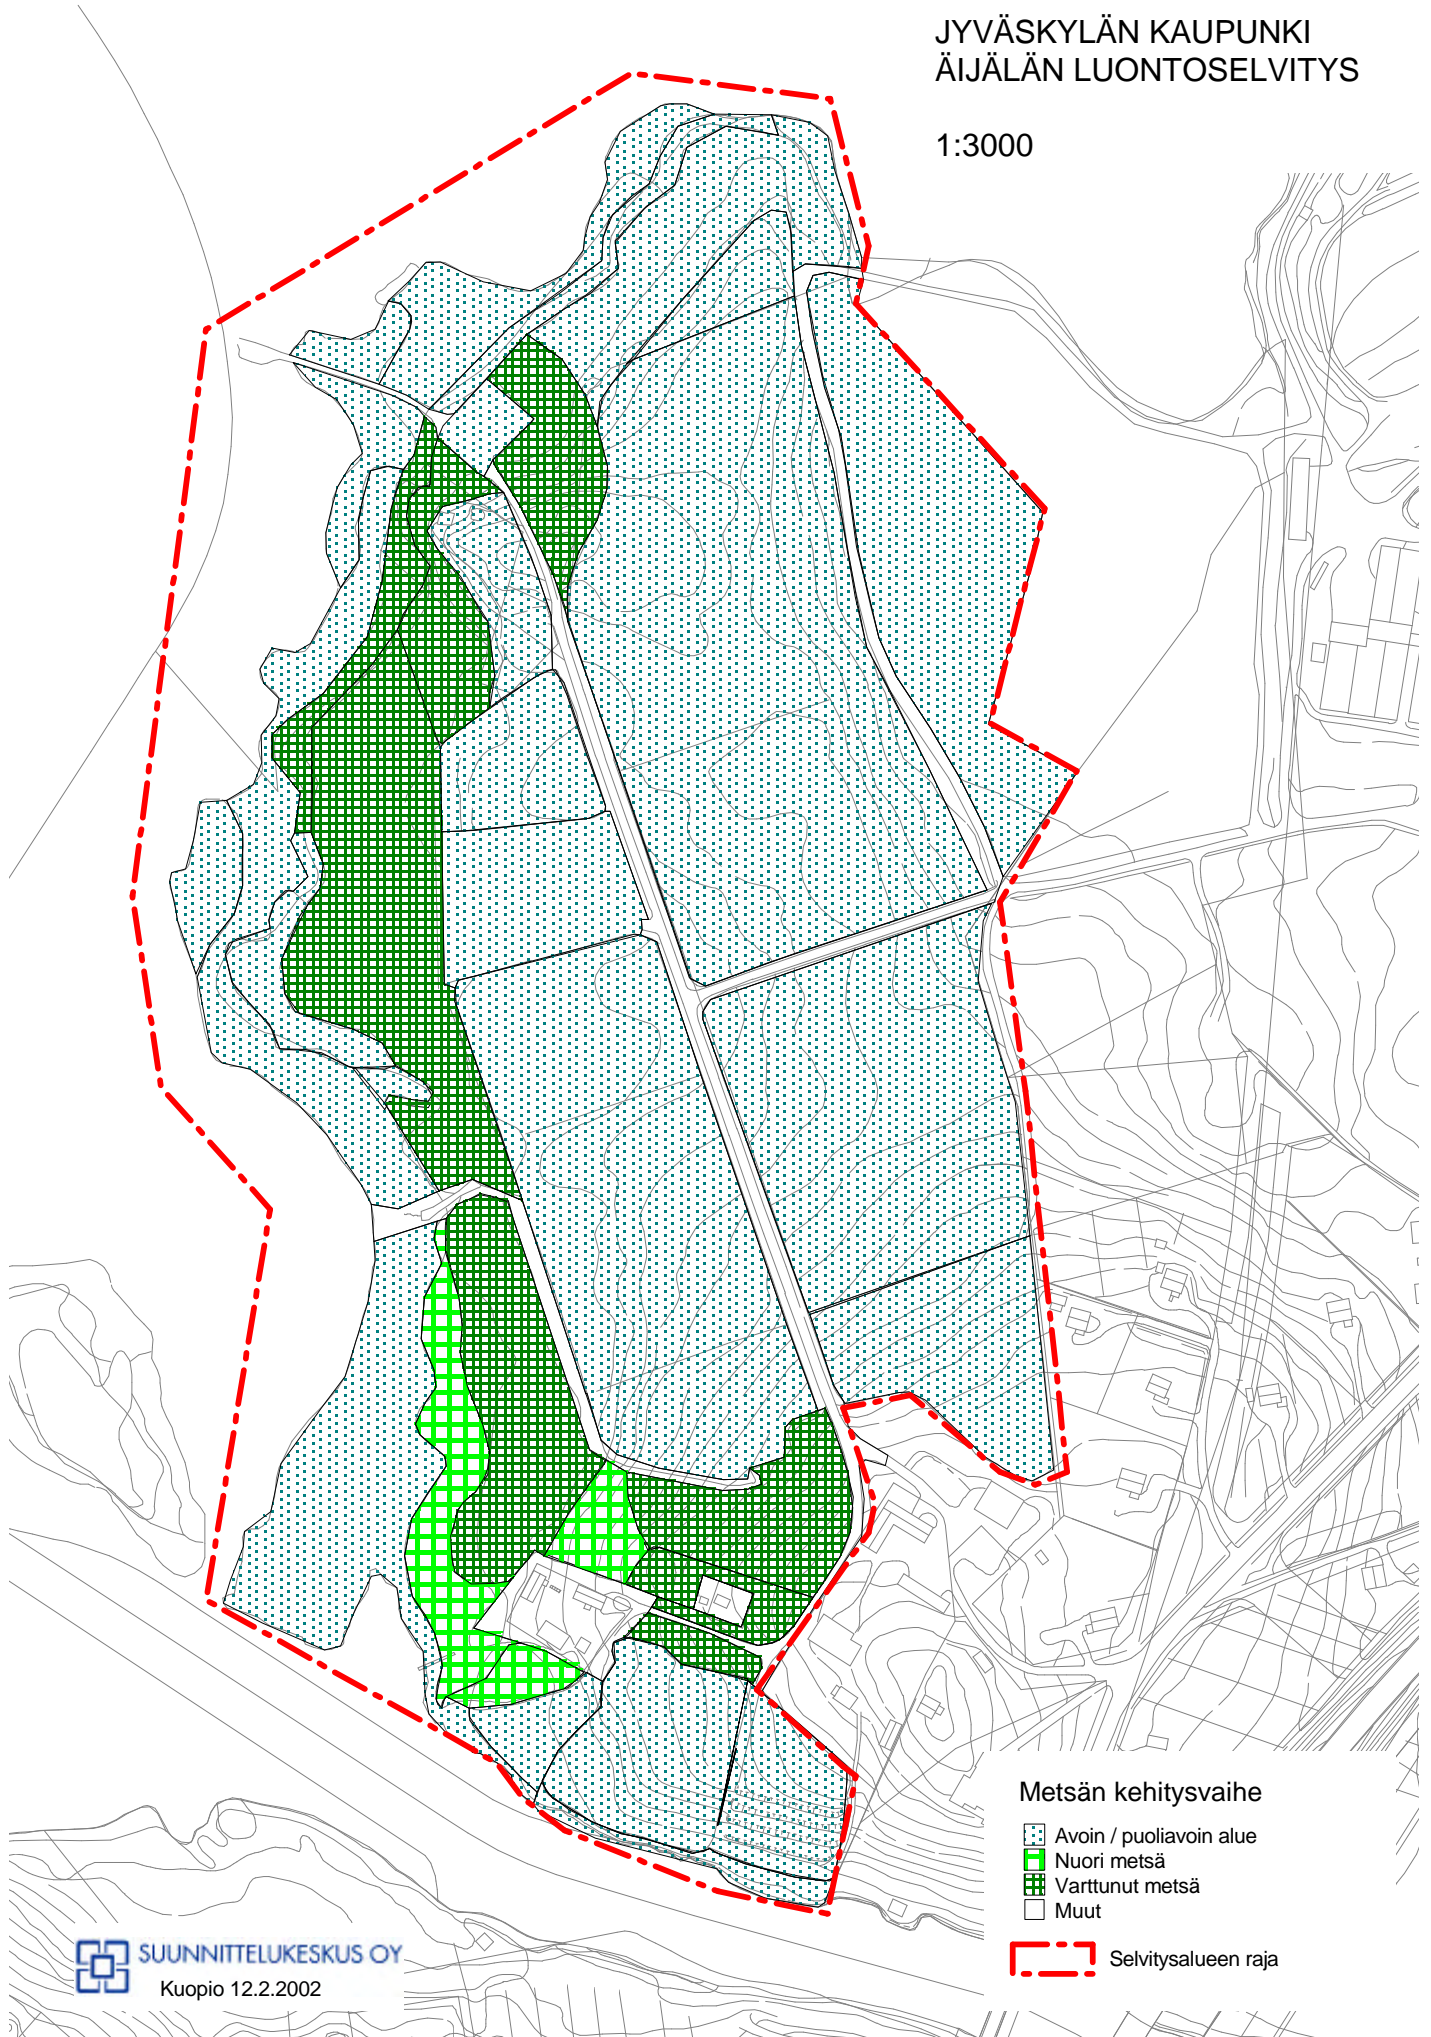 JYVÄSKYLÄN KAUPUNKI
ÄIJÄLÄN LUONTOSELVITYS
1:3000
Metsän kehitysvaihe
Avoin / puoliavoin alue
Nuori metsä
Varttunut metsä
Muut
Selvitysalueen raja
SUUNNITTELUKESKUS OY
Kuopio 12.2.2002